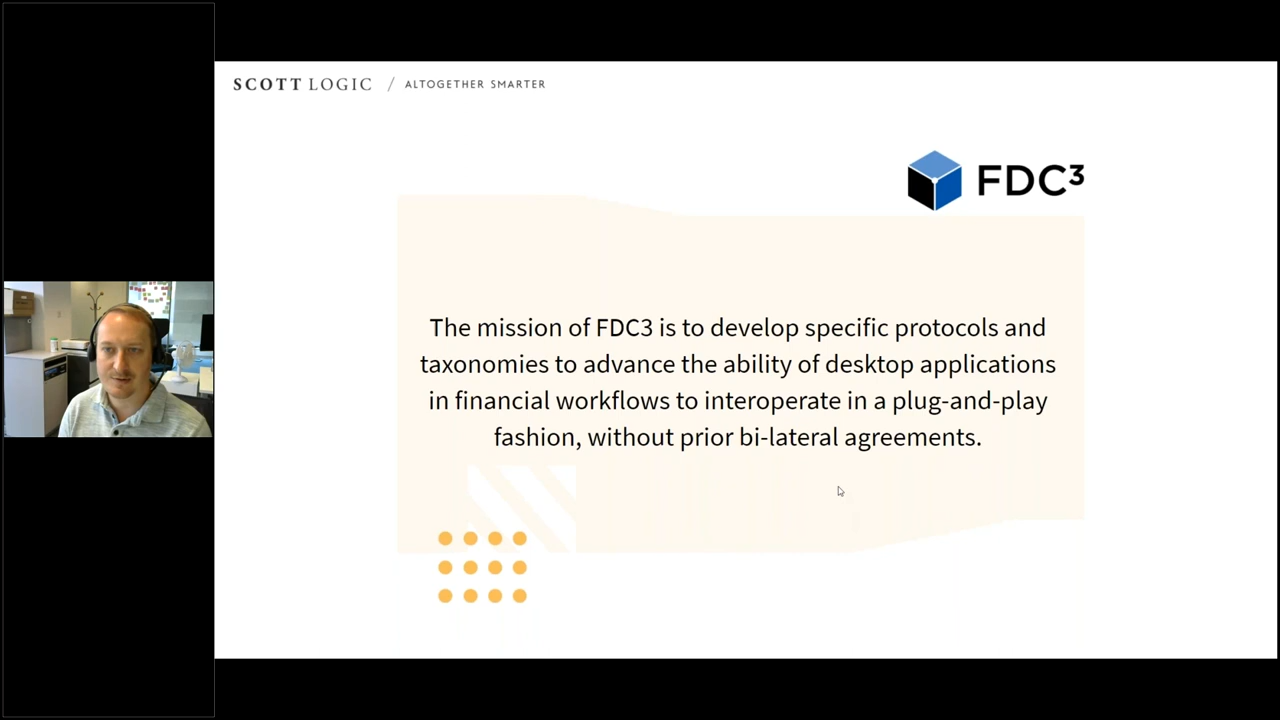 SCOTT LOGIC / ALTOGETHER SMARTER
FDC³
The mission of FDC3 is to develop specific protocols and
taxonomies to advance the ability of desktop applications
in financial workflows to interoperate in a plug-and-play
fashion, without prior bi-lateral agreements.